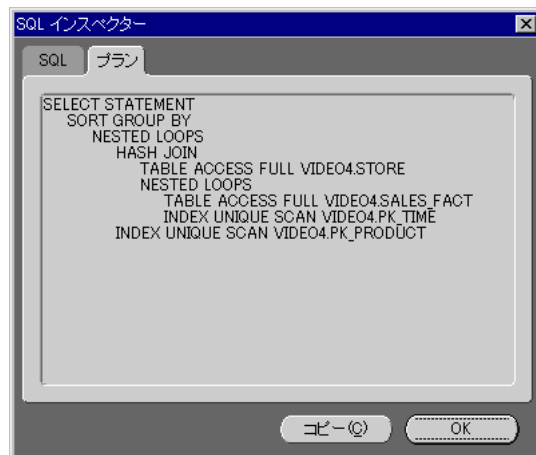 SQL インスペクター
SQL プラン
SELECT STATEMENT
SORT GROUP BY
NESTED LOOPS
HASH JOIN
TABLE ACCESS FULL VIDEO4.STORE
NESTED LOOPS
TABLE ACCESS FULL VIDEO4.SALES_FACT
INDEX UNIQUE SCAN VIDEO4.PK_TIME
INDEX UNIQUE SCAN VIDEO4.PK_PRODUCT
コピー(C) OK